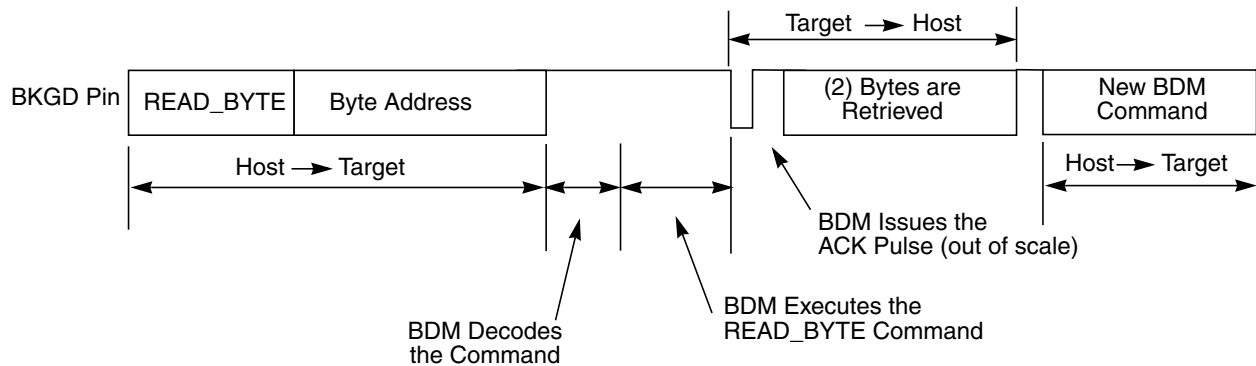 Target → Host
BKGD Pin
READ_BYTE
Byte Address
(2) Bytes are
Retrieved
New BDM
Command
Host → Target
Host → Target
BDM Issues the
ACK Pulse (out of scale)
BDM Decodes
the Command
BDM Executes the
READ_BYTE Command